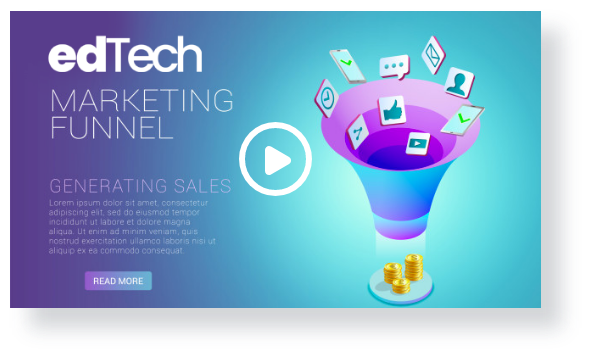 edTech
MARKETING
FUNNEL
GENERATING SALES
Lorem ipsum dolor sit amet, consectetur
adipiscing elit, sed do eiusmod tempor
incididunt ut labore et dolore magna
aliqua. Ut enim ad minim veniam, quis
nostrud exercitation ullamco laboris nisi ut
aliquip ex ea commodo consequat.
READ MORE